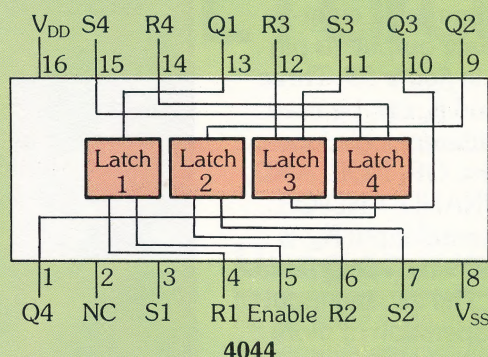 V_DD S4 R4 Q1 R3 S3 Q3 Q2
16 15 14 13 12 11 10 9
Latch 1 Latch 2 Latch 3 Latch 4
1 2 3 4 5 6 7 8
Q4 NC S1 R1 Enable R2 S2 V_SS
4044